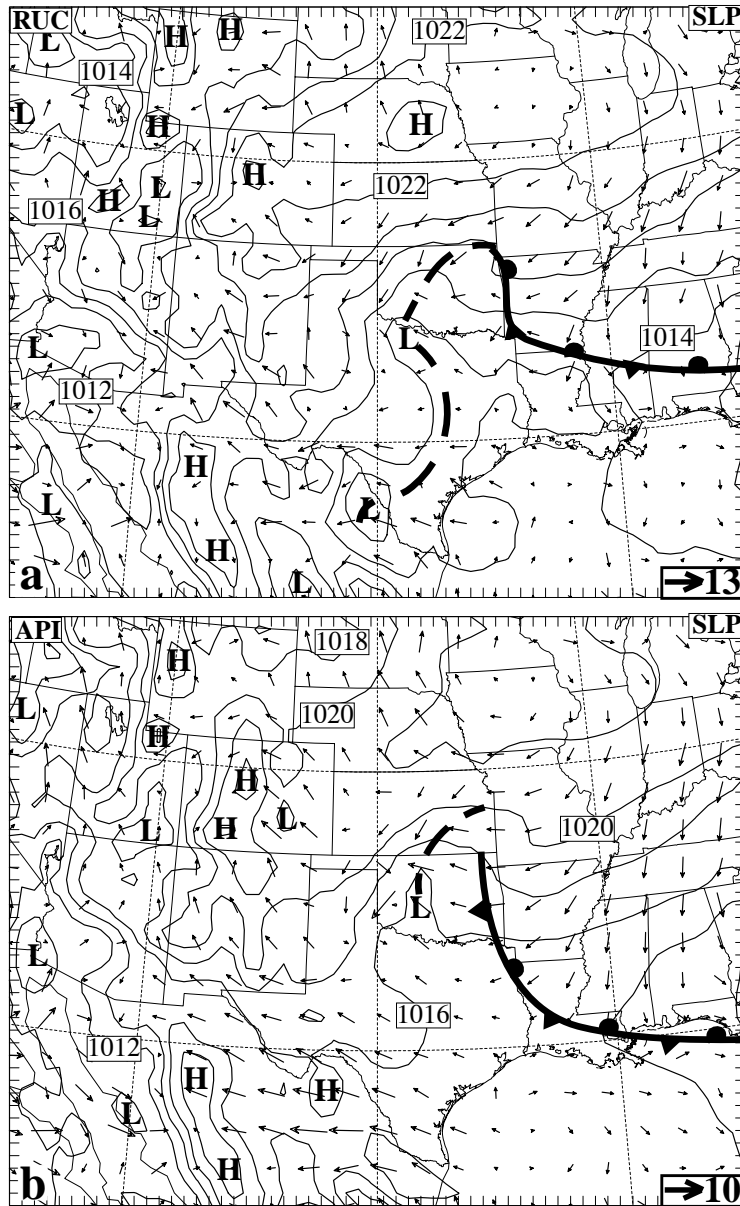 RUC SLP
L H H 1022
1014
L H H
H
L 1022
1016 H L
1014
L L
1012
H
L L
H
L
a 13
API SLP
1018
H
L 1020
H
H
L 1020
L H
L
L
1016
1012
H H
L
H
b 10